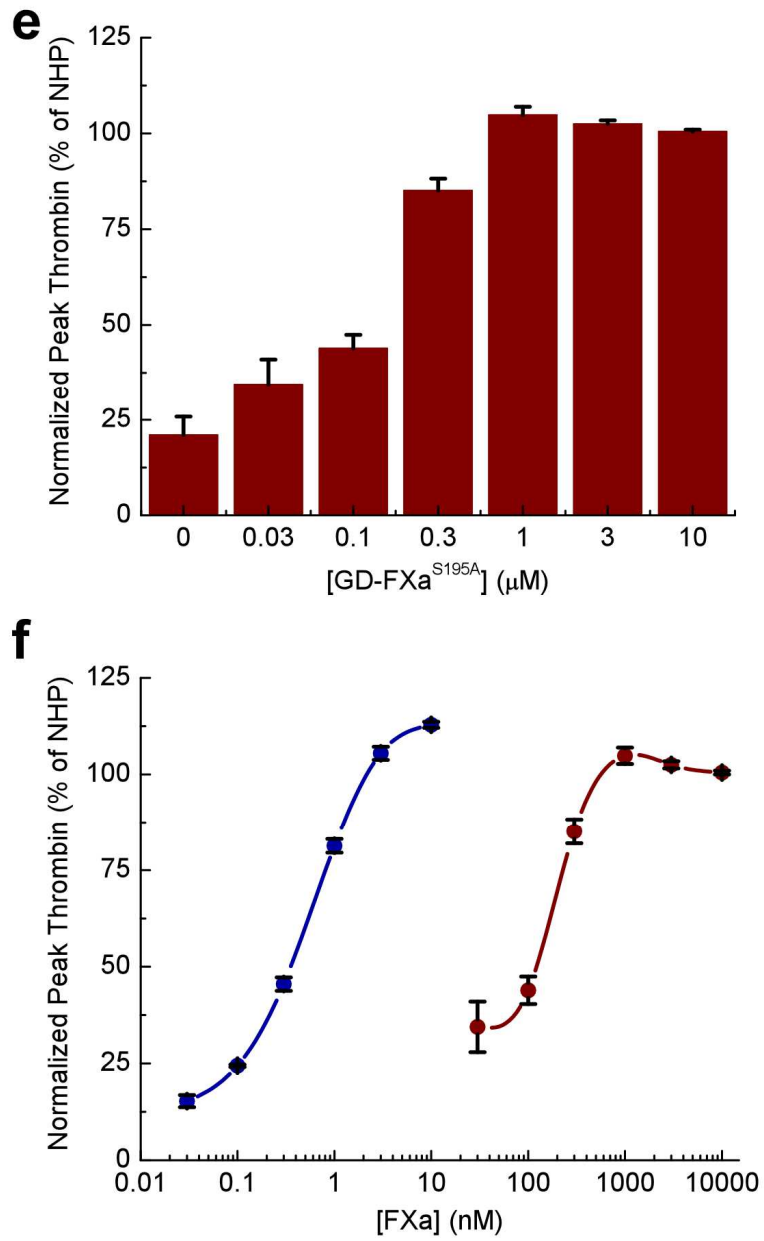 e
Normalized Peak Thrombin (% of NHP)
125
100
75
50
25
0
0 0.03 0.1 0.3 1 3 10
[GD-FXa^S195A] (μM)
f
Normalized Peak Thrombin (% of NHP)
125
100
75
50
25
0
0.01 0.1 1 10 100 1000 10000
[FXa] (nM)